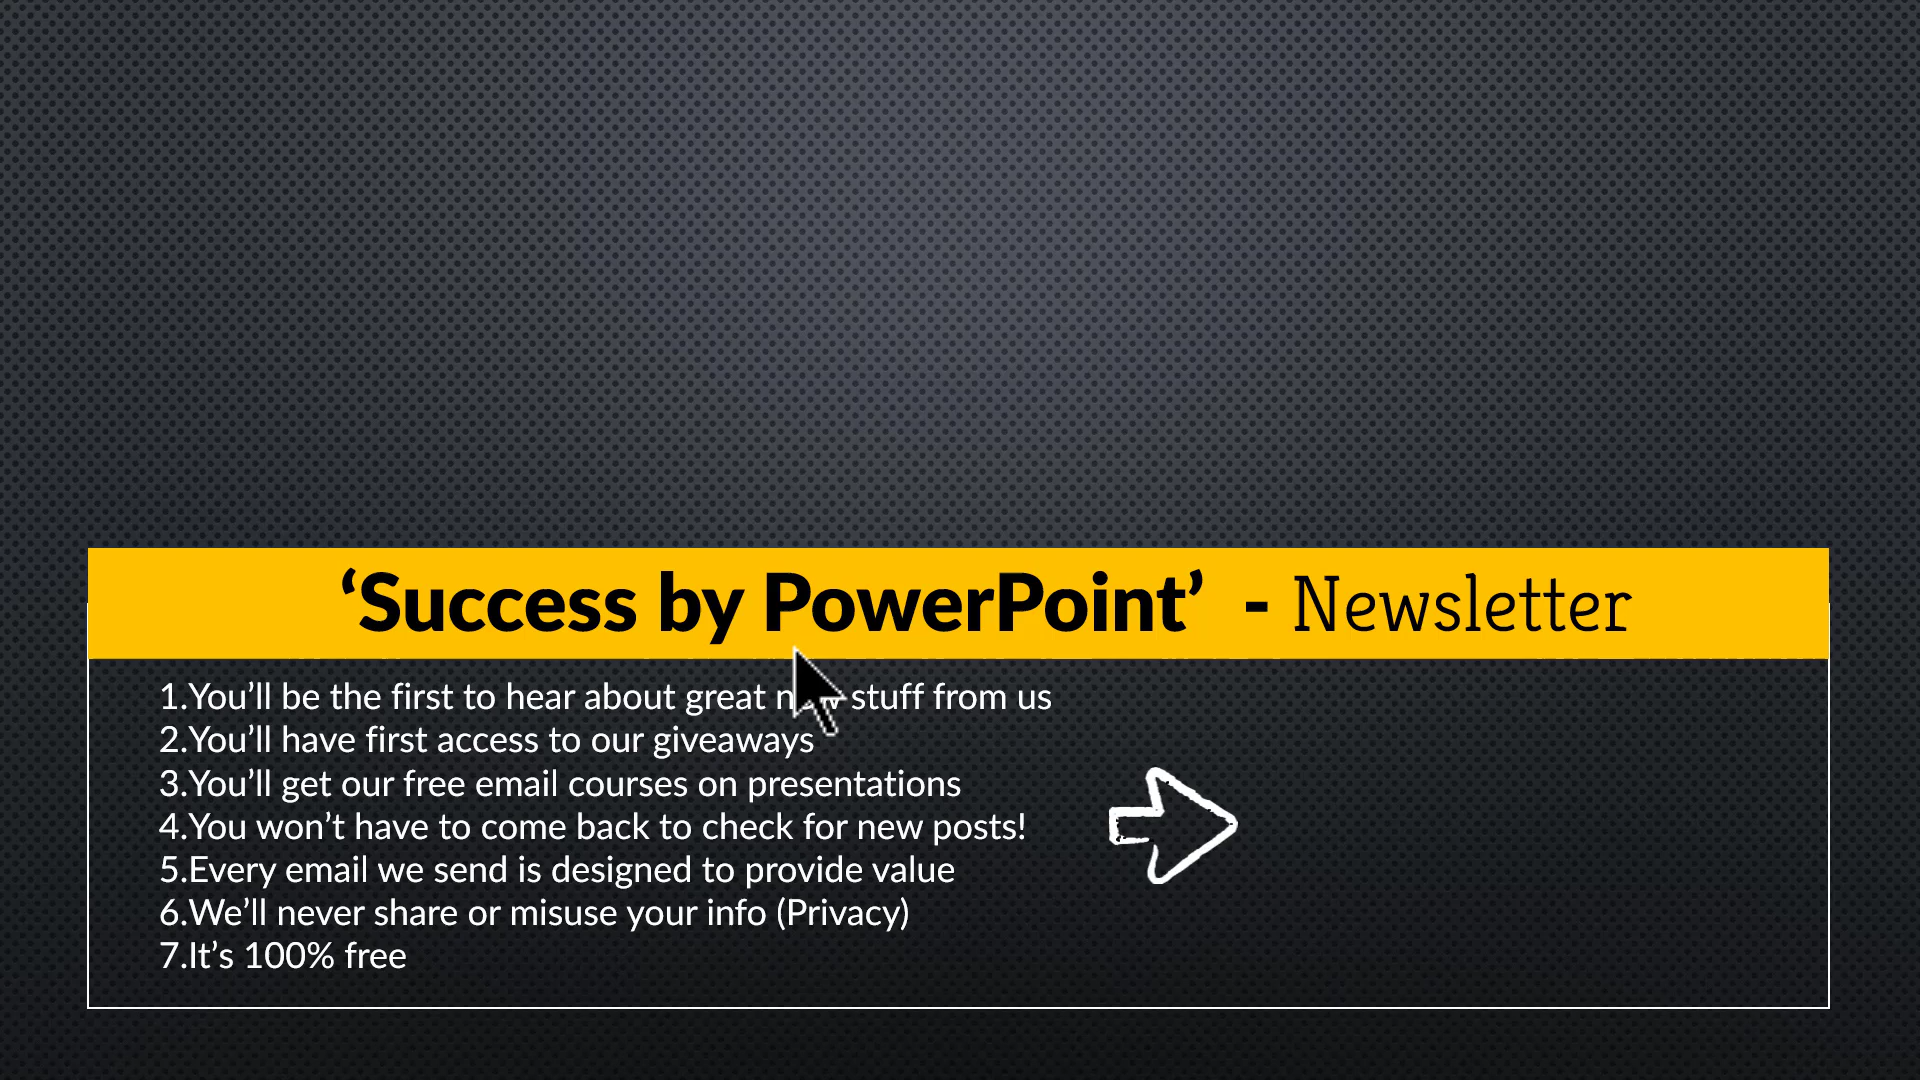 ‘Success by PowerPoint’ - Newsletter
1.You’ll be the first to hear about great stuff from us
2.You’ll have first access to our giveaways
3.You’ll get our free email courses on presentations
4.You won’t have to come back to check for new posts!
5.Every email we send is designed to provide value
6.We’ll never share or misuse your info (Privacy)
7.It’s 100% free